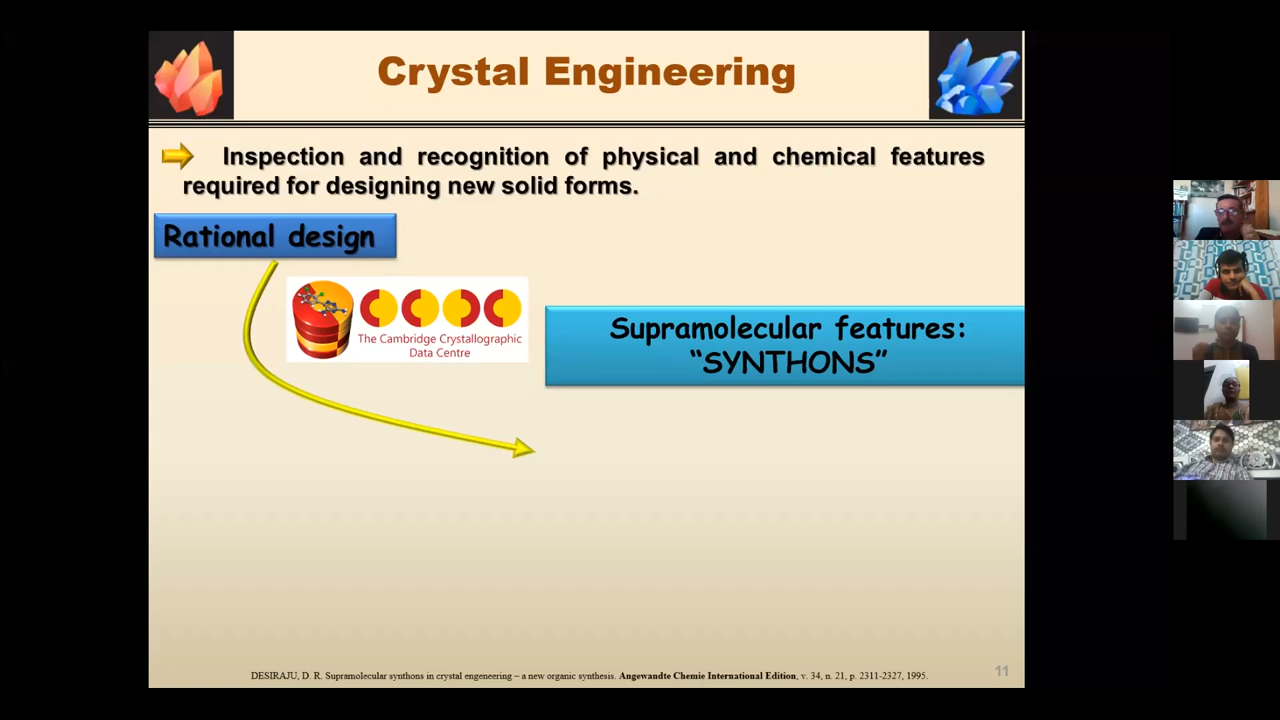 Crystal Engineering
Inspection and recognition of physical and chemical features
required for designing new solid forms.
Rational design
CCDC
The Cambridge Crystallographic
Data Centre
Supramolecular features:
“SYNTHONS”
DESIRAJU, D. R. Supramolecular synthons in crystal engeneering – a new organic synthesis. Angewandte Chemie International Edition, v. 34, n. 21, p. 2311-2327, 1995.
11